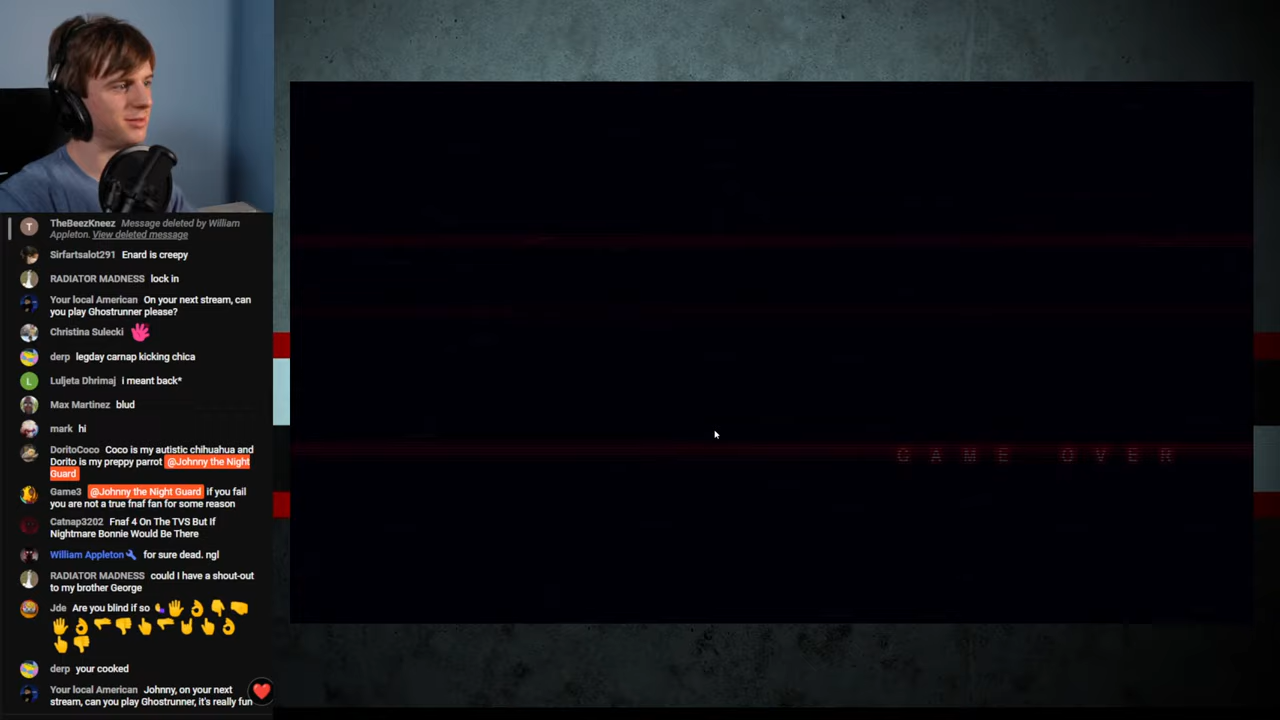 TheBeezKneez Message deleted by William
Appleton. View deleted message
Sirfartsalot291 Enard is creepy
RADIATOR MADNESS lock in
Your local American On your next stream, can
you play Ghostrunner please?
Christina Sulecki
derp legday carnap kicking chica
L Luljeta Dhrimaj i meant back*
Max Martinez blud
mark hi
DoritoCoco Coco is my autistic chihuahua and
Dorito is my preppy parrot @Johnny the Night
Guard
Game3 @Johnny the Night Guard if you fail
you are not a true fnaf fan for some reason
Catnap3202 Fnaf 4 On The TVS But If
Nightmare Bonnie Would Be There
William Appleton for sure dead. ngl
RADIATOR MADNESS could I have a shout-out
to my brother George
Jde Are you blind if so
derp your cooked
Your local American Johnny, on your next
stream, can you play Ghostrunner, it's really fun
T
GAME OVER